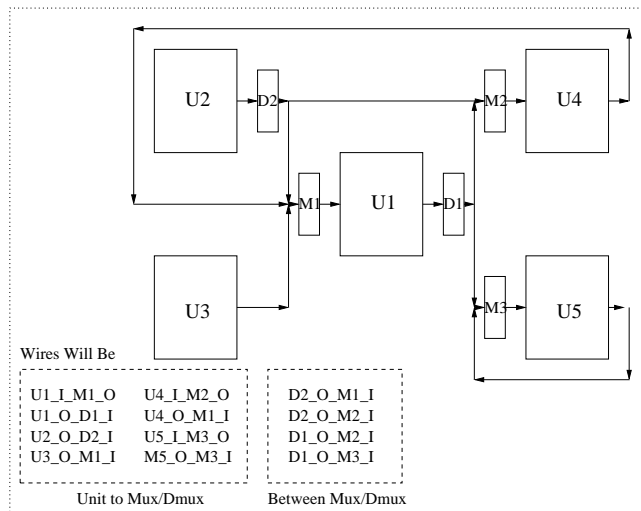 U2
D2
M2
U4
M1
U1
D1
U3
M3
U5
Wires Will Be
U1_I_M1_O
U4_I_M2_O
D2_O_M1_I
U1_O_D1_I
U4_O_M1_I
D2_O_M2_I
U2_O_D2_I
U5_I_M3_O
D1_O_M2_I
U3_O_M1_I
M5_O_M3_I
D1_O_M3_I
Unit to Mux/Dmux
Between Mux/Dmux